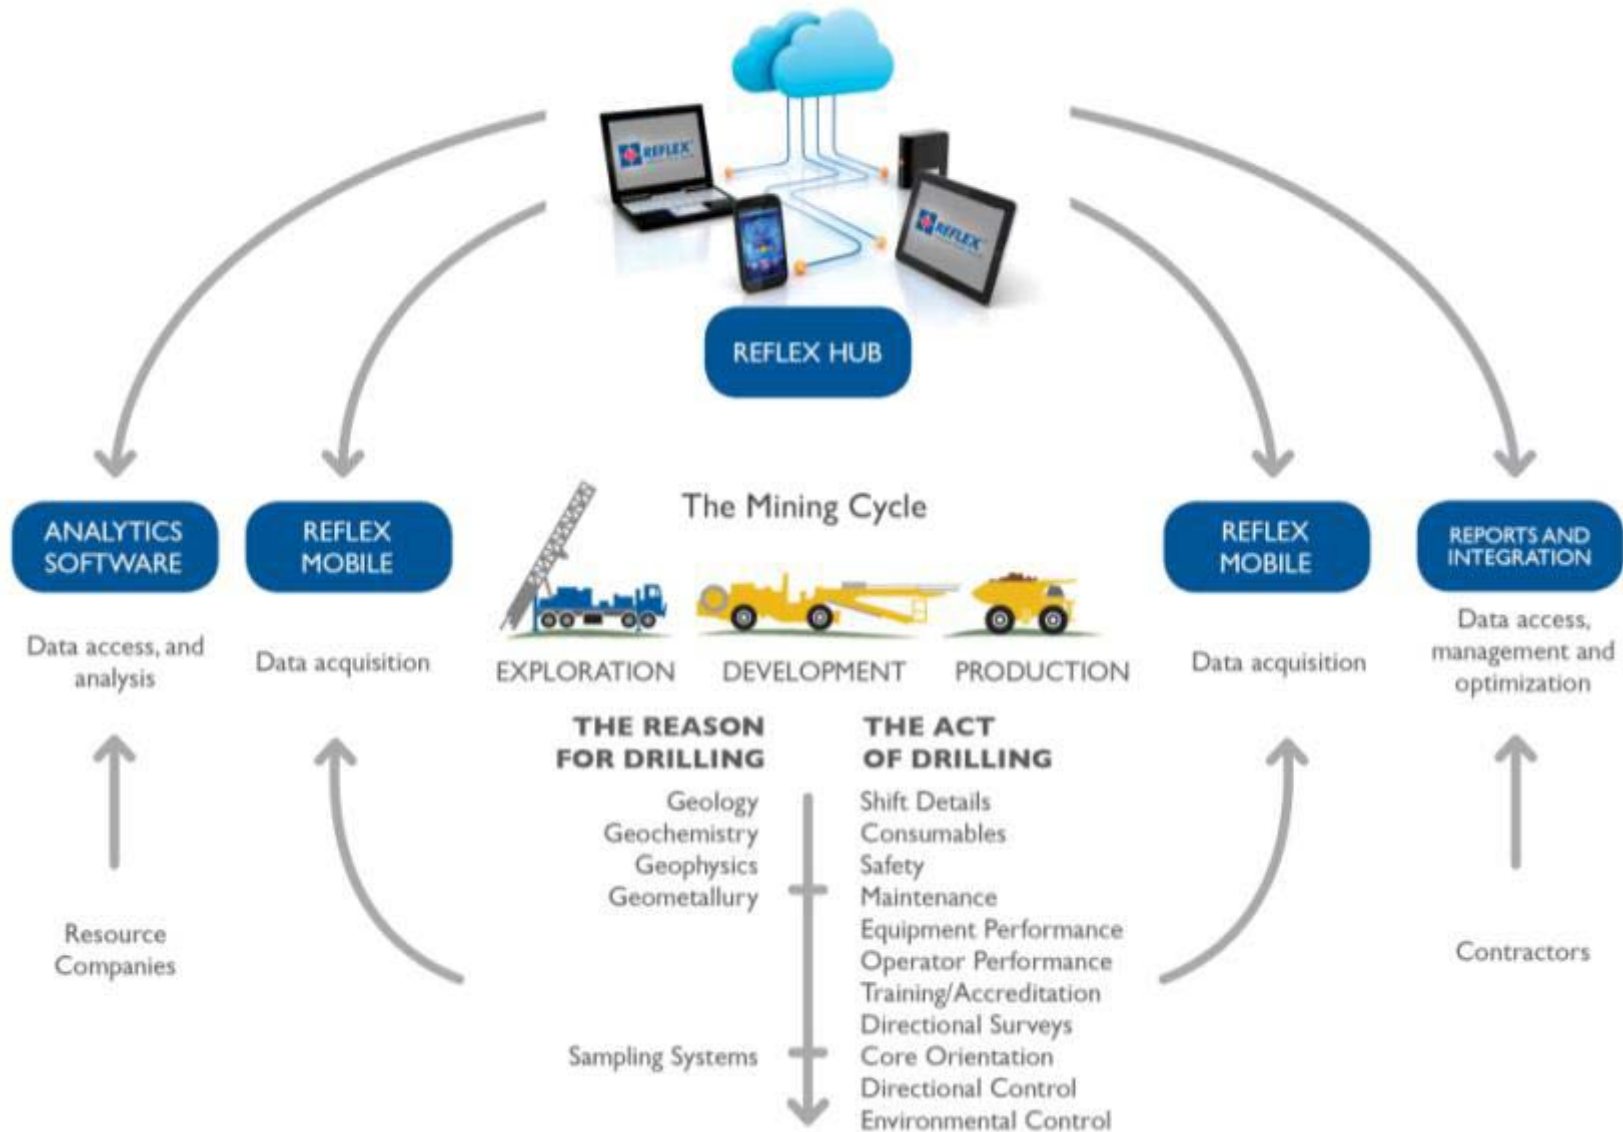 REFLEX
REFLEX
REFLEX HUB
ANALYTICS
SOFTWARE
Data access, and
analysis
Resource
Companies
REFLEX
MOBILE
Data acquisition
The Mining Cycle
EXPLORATION
DEVELOPMENT
PRODUCTION
THE REASON
FOR DRILLING
Geology
Geochemistry
Geophysics
Geometallury
Sampling Systems
THE ACT
OF DRILLING
Shift Details
Consumables
Safety
Maintenance
Equipment Performance
Operator Performance
Training/Accreditation
Directional Surveys
Core Orientation
Directional Control
Environmental Control
REFLEX
MOBILE
Data acquisition
REPORTS AND
INTEGRATION
Data access,
management and
optimization
Contractors